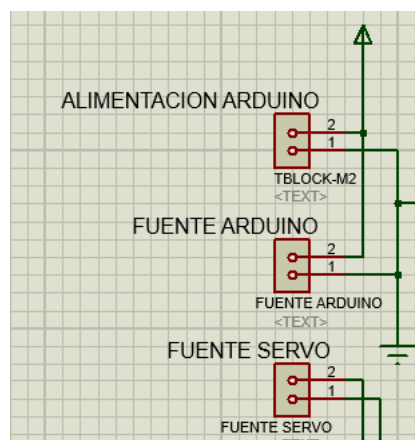 ALIMENTACION ARDUINO
2
1
TBLOCK-M2
<TEXT>
FUENTE ARDUINO
2
1
FUENTE ARDUINO
<TEXT>
FUENTE SERVO
2
1
FUENTE SERVO